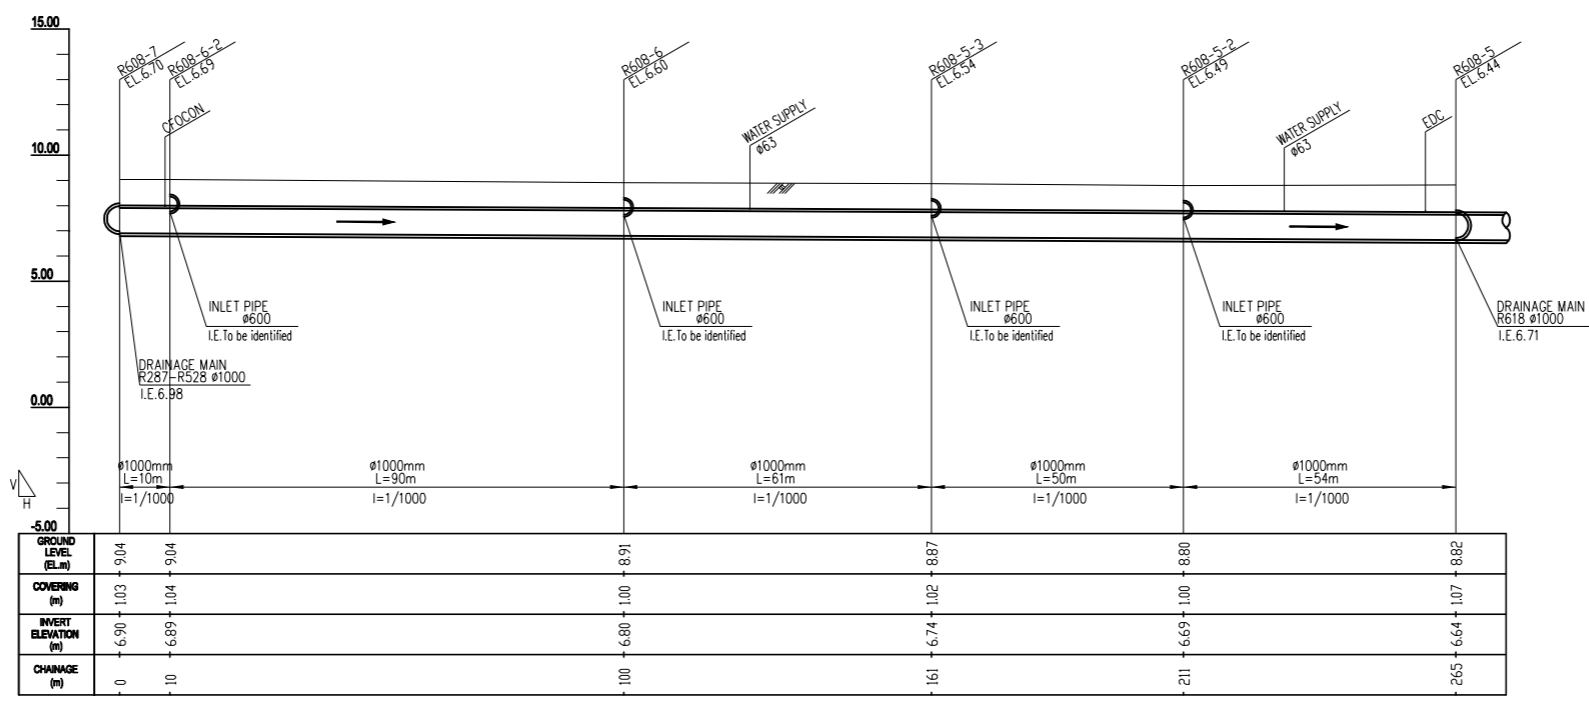 15.00
10.00
5.00
0.00
-5.00
R608-7
EL.6.70
R608-6-2
EL.6.69
CFOCON
R608-6
EL.6.60
WATER SUPPLY
ø63
R608-5-3
EL.6.54
R608-5-2
EL.6.49
WATER SUPPLY
ø63
EDC
R608-5
EL.6.44
INLET PIPE
ø600
I.E.To be identified
INLET PIPE
ø600
I.E.To be identified
INLET PIPE
ø600
I.E.To be identified
INLET PIPE
ø600
I.E.To be identified
DRAINAGE MAIN
R618 ø1000
I.E.6.71
DRAINAGE MAIN
R287-R528 ø1000
I.E.6.98
V
H
ø1000mm
L=10m
I=1/1000
ø1000mm
L=90m
I=1/1000
ø1000mm
L=61m
I=1/1000
ø1000mm
L=50m
I=1/1000
ø1000mm
L=54m
I=1/1000
GROUND
LEVEL
(EL.m)
9.04 9.04 8.91 8.87 8.80 8.82
COVERING
(m)
1.03 1.04 1.00 1.02 1.00 1.07
INVERT
ELEVATION
(m)
6.90 6.89 6.80 6.74 6.69 6.64
CHAINAGE
(m)
0 10 100 161 211 265